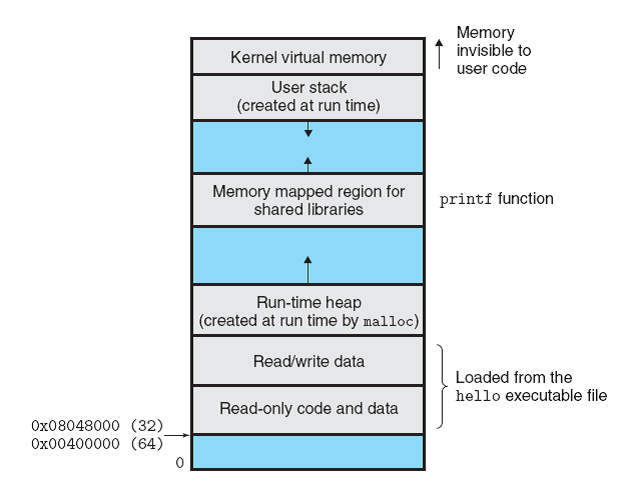 Memory
invisible to
user code
Kernel virtual memory
User stack
(created at run time)
Memory mapped region for
shared libraries
printf function
Run-time heap
(created at run time by malloc)
Read/write data
Loaded from the
hello executable file
Read-only code and data
0x08048000 (32)
0x00400000 (64)
0